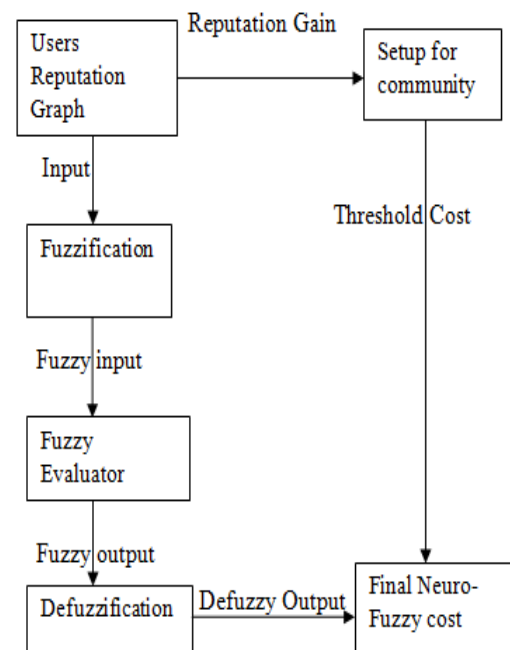 Users
Reputation
Graph
Reputation Gain
Setup for
community
Input
Threshold Cost
Fuzzification
Fuzzy input
Fuzzy
Evaluator
Fuzzy output
Defuzzification
Defuzzy Output
Final Neuro-
Fuzzy cost